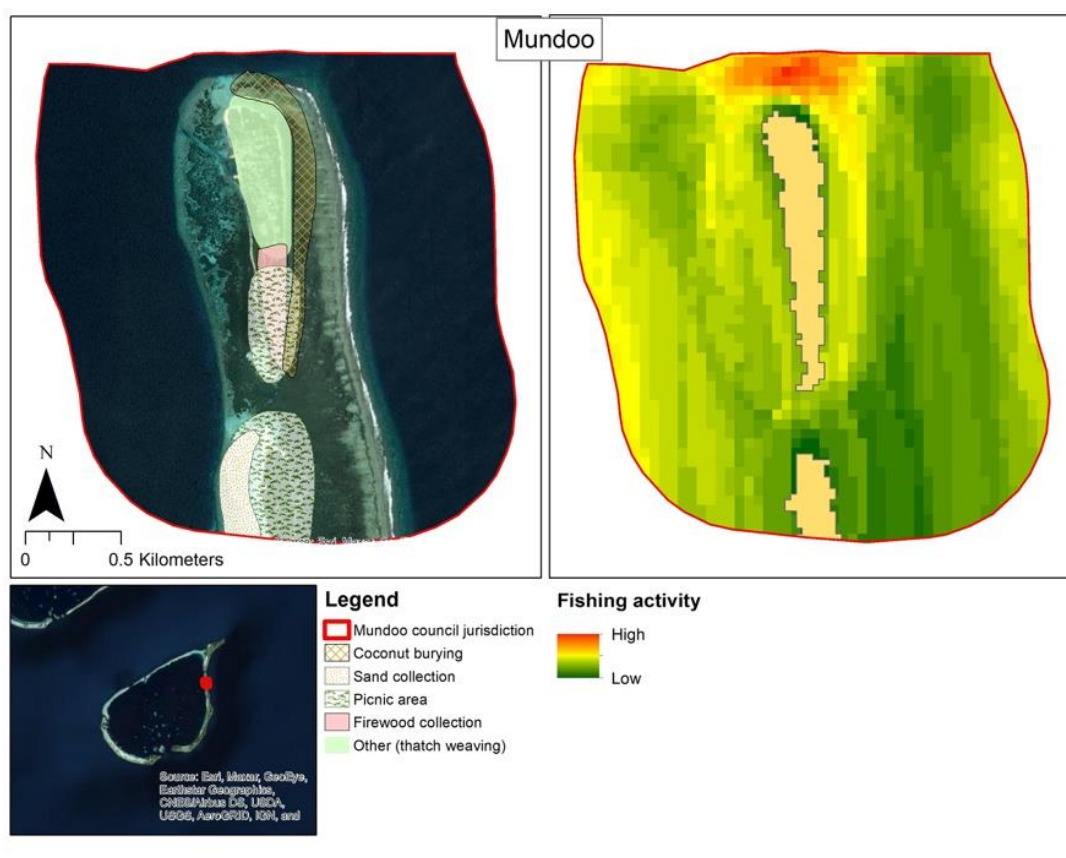 Mundoo
N
0 0.5 Kilometers
Source: Esri, Maxar, GeoEye,
Earthstar Geographics,
CNES/Airbus DS, USDA,
USGS, AeroGRID, IGN, and
Legend
Mundoo council jurisdiction
Coconut burying
Sand collection
Picnic area
Firewood collection
Other (thatch weaving)
Fishing activity
High
Low